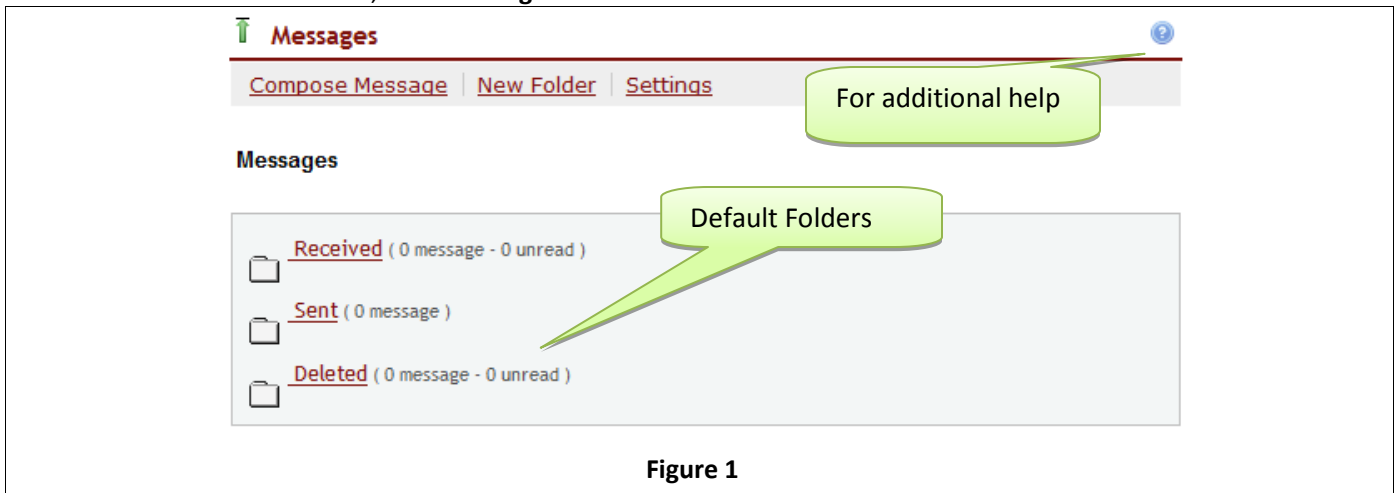 Messages
Compose Message | New Folder | Settings
For additional help
Messages
Default Folders
Received ( 0 message - 0 unread )
Sent ( 0 message )
Deleted ( 0 message - 0 unread )
Figure 1